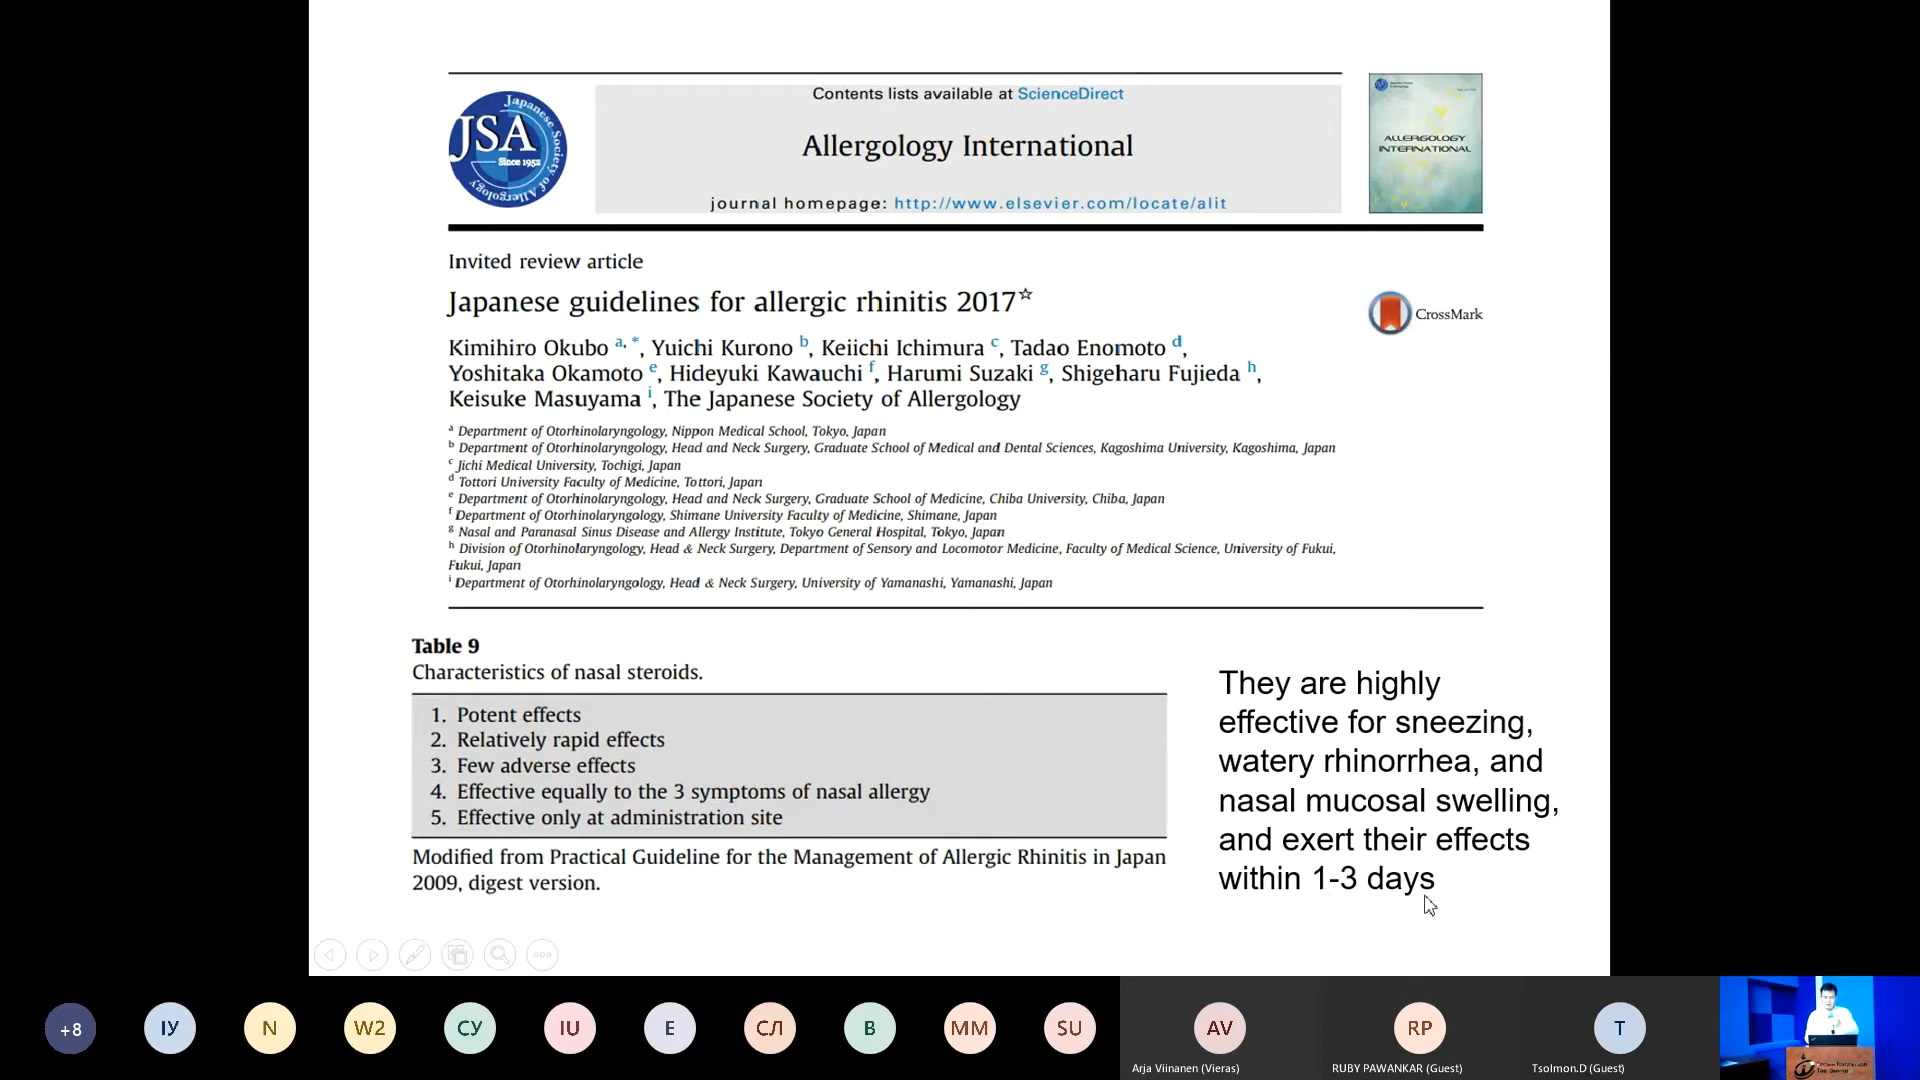 JSA
Since 1952
Japanese Society of Allergology
Contents lists available at ScienceDirect
Allergology International
journal homepage: http://www.elsevier.com/locate/alit
ALLERGOLOGY
INTERNATIONAL
Invited review article
Japanese guidelines for allergic rhinitis 2017☆
CrossMark
Kimihiro Okubo a, *, Yuichi Kurono b, Keiichi Ichimura c, Tadao Enomoto d,
Yoshitaka Okamoto e, Hideyuki Kawauchi f, Harumi Suzaki g, Shigeharu Fujieda h,
Keisuke Masuyama i, The Japanese Society of Allergology
a Department of Otorhinolaryngology, Nippon Medical School, Tokyo, Japan
b Department of Otorhinolaryngology, Head and Neck Surgery, Graduate School of Medical and Dental Sciences, Kagoshima University, Kagoshima, Japan
c Jichi Medical University, Tochigi, Japan
d Tottori University Faculty of Medicine, Tottori, Japan
e Department of Otorhinolaryngology, Head and Neck Surgery, Graduate School of Medicine, Chiba University, Chiba, Japan
f Department of Otorhinolaryngology, Shimane University Faculty of Medicine, Shimane, Japan
g Nasal and Paranasal Sinus Disease and Allergy Institute, Tokyo General Hospital, Tokyo, Japan
h Division of Otorhinolaryngology, Head & Neck Surgery, Department of Sensory and Locomotor Medicine, Faculty of Medical Science, University of Fukui,
Fukui, Japan
i Department of Otorhinolaryngology, Head & Neck Surgery, University of Yamanashi, Yamanashi, Japan
Table 9
Characteristics of nasal steroids.
1. Potent effects
2. Relatively rapid effects
3. Few adverse effects
4. Effective equally to the 3 symptoms of nasal allergy
5. Effective only at administration site
Modified from Practical Guideline for the Management of Allergic Rhinitis in Japan
2009, digest version.
They are highly
effective for sneezing,
watery rhinorrhea, and
nasal mucosal swelling,
and exert their effects
within 1-3 days
+8
ІУ
N
W2
СУ
IU
E
СЛ
В
MM
SU
AV
RP
T
Arja Viinanen (Vieras)
RUBY PAWANKAR (Guest)
Tsolmon.D (Guest)